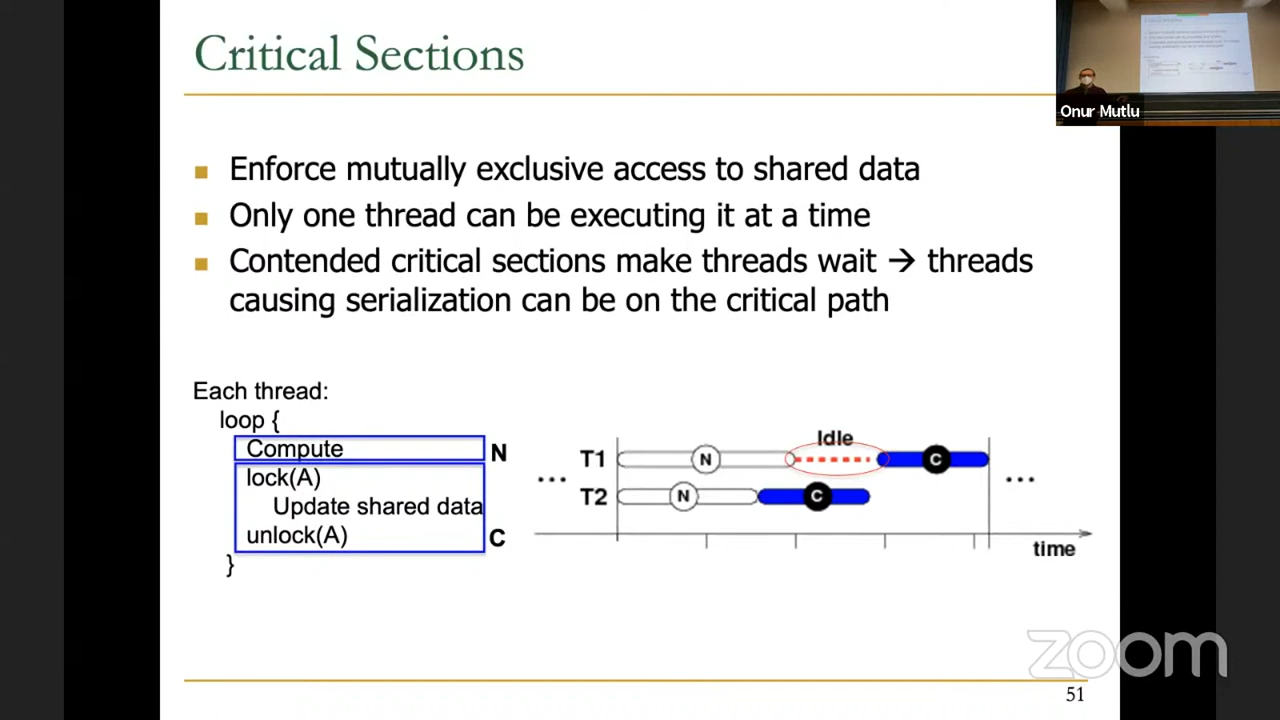 Critical Sections
Onur Mutlu
Enforce mutually exclusive access to shared data
Only one thread can be executing it at a time
Contended critical sections make threads wait → threads
causing serialization can be on the critical path
Each thread:
loop {
Compute
N
lock(A)
Update shared data
unlock(A)
C
}
Idle
T1
N
C
...
...
T2
N
C
time
zoom
51